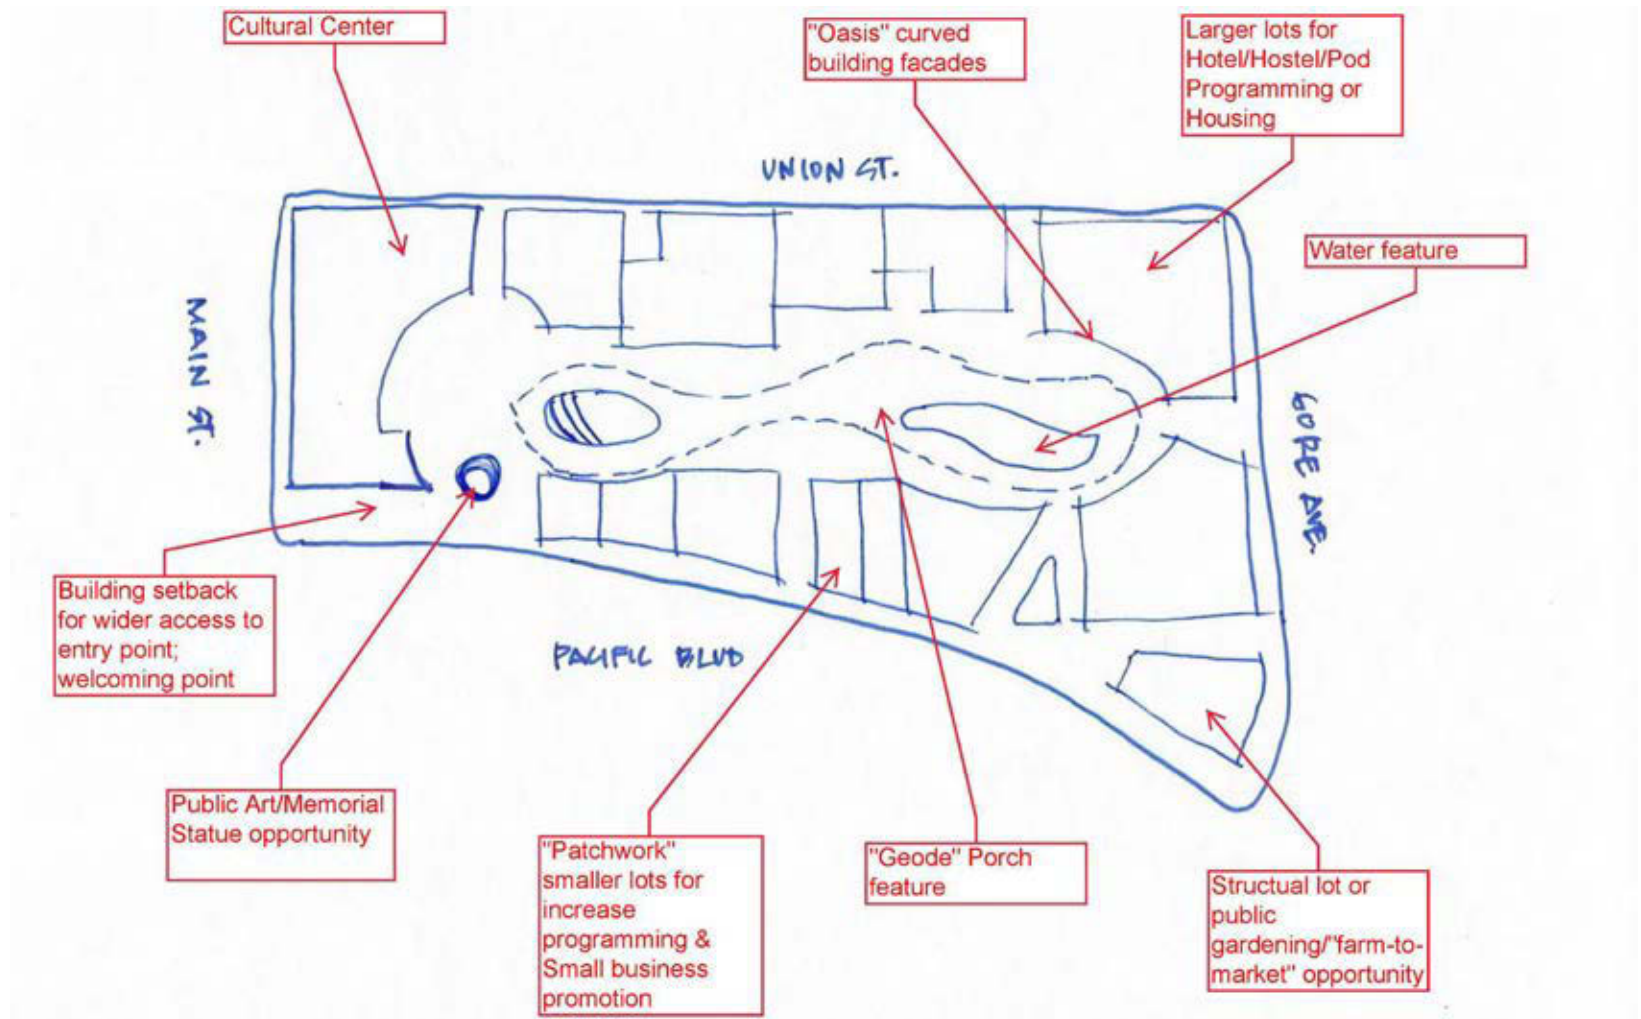 Cultural Center
"Oasis" curved
building facades
Larger lots for
Hotel/Hostel/Pod
Programming or
Housing
UNION ST.
Water feature
MAIN ST.
GORE AVE.
Building setback
for wider access to
entry point;
welcoming point
PACIFIC BLVD
Public Art/Memorial
Statue opportunity
"Patchwork"
smaller lots for
increase
programming &
Small business
promotion
"Geode" Porch
feature
Structual lot or
public
gardening/"farm-to-
market" opportunity